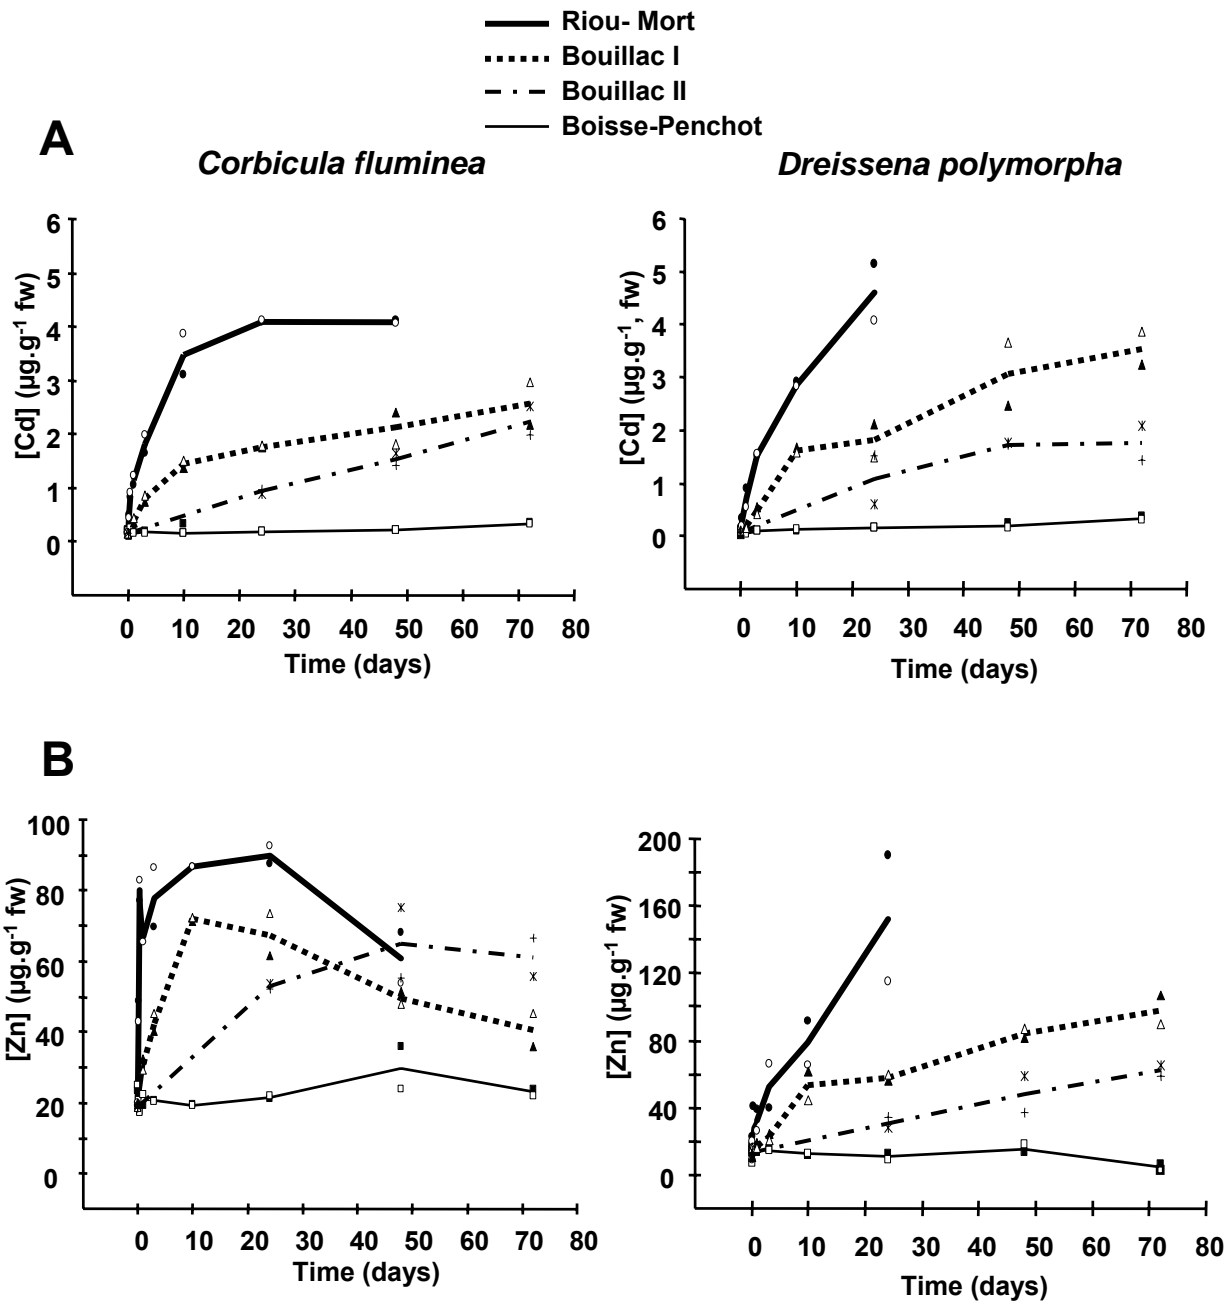 Riou- Mort
Bouillac I
Bouillac II
Boisse-Penchot
A
Corbicula fluminea
Dreissena polymorpha
[Cd] (µg.g⁻¹ fw)
6
5
4
3
2
1
0
0 10 20 30 40 50 60 70 80
Time (days)
[Cd] (µg.g⁻¹, fw)
6
5
4
3
2
1
0
0 10 20 30 40 50 60 70 80
Time (days)
B
[Zn] (µg.g⁻¹ fw)
100
80
60
40
20
0
0 10 20 30 40 50 60 70 80
Time (days)
[Zn] (µg.g⁻¹ fw)
200
160
120
80
40
0
0 10 20 30 40 50 60 70 80
Time (days)